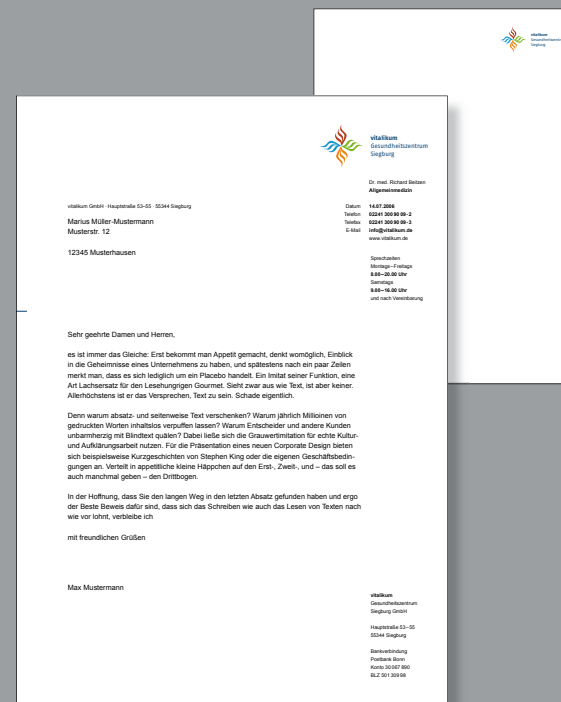 vitalikum
Gesundheitszentrum
Siegburg
vitalikum
Gesundheitszentrum
Siegburg
Dr. med. Richard Beitzen
Allgemeinmedizin
vitalikum GmbH · Hauptstraße 53–55 · 55344 Siegburg
Marius Müller-Mustermann
Musterstr. 12
12345 Musterhausen
Datum 14.07.2006
Telefon 02241 300 90 09-2
Telefax 02241 300 90 09-3
E-Mail info@vitalikum.de
www.vitalikum.de
Sprechzeiten
Montags–Freitags
8.00–20.00 Uhr
Samstags
9.00–16.00 Uhr
und nach Vereinbarung
Sehr geehrte Damen und Herren,
es ist immer das Gleiche: Erst bekommt man Appetit gemacht, denkt womöglich, Einblick
in die Geheimnisse eines Unternehmens zu haben, und spätestens nach ein paar Zeilen
merkt man, dass es sich lediglich um ein Placebo handelt. Ein Imitat seiner Funktion, eine
Art Lachsersatz für den Lesehungrigen Gourmet. Sieht zwar aus wie Text, ist aber keiner.
Allerhöchstens ist er das Versprechen, Text zu sein. Schade eigentlich.
Denn warum absatz- und seitenweise Text verschenken? Warum jährlich Millioinen von
gedruckten Worten inhaltslos verpuffen lassen? Warum Entscheider und andere Kunden
unbarmherzig mit Blindtext quälen? Dabei ließe sich die Grauwertimitation für echte Kultur-
und Aufklärungsarbeit nutzen. Für die Präsentation eines neuen Corporate Design bieten
sich beispielsweise Kurzgeschichten von Stephen King oder die eigenen Geschäftsbedin-
gungen an. Verteilt in appetitliche kleine Häppchen auf den Erst-, Zweit-, und – das soll es
auch manchmal geben – den Drittbogen.
In der Hoffnung, dass Sie den langen Weg in den letzten Absatz gefunden haben und ergo
der Beste Beweis dafür sind, dass sich das Schreiben wie auch das Lesen von Texten nach
wie vor lohnt, verbleibe ich
mit freundlichen Grüßen
Max Mustermann
vitalikum
Gesundheitszentrum
Siegburg GmbH
Hauptstraße 53–55
55344 Siegburg
Bankverbindung
Postbank Bonn
Konto 30 067 890
BLZ 501 309 98